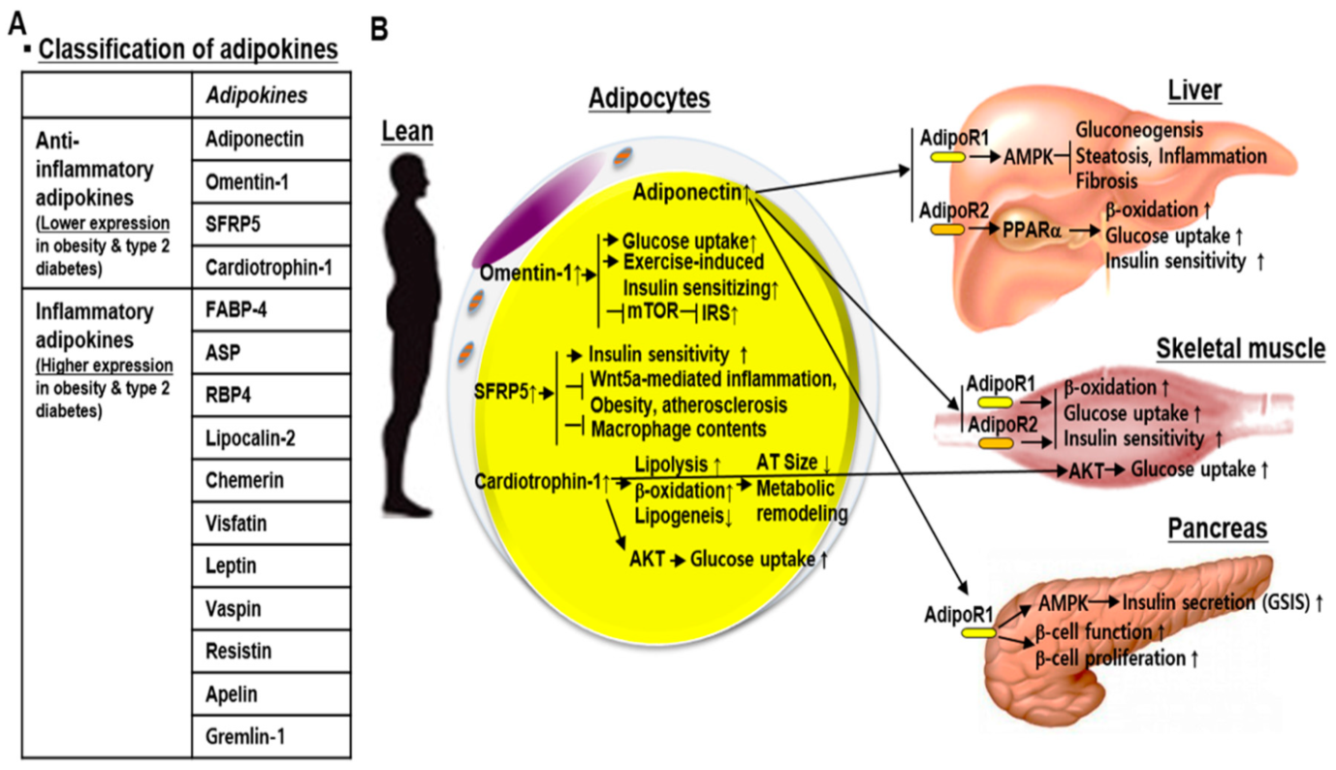 A
▪ Classification of adipokines
Adipokines
Anti-
inflammatory
adipokines
(Lower expression
in obesity & type 2
diabetes)
Adiponectin
Omentin-1
SFRP5
Cardiotrophin-1
Inflammatory
adipokines
(Higher expression
in obesity & type 2
diabetes)
FABP-4
ASP
RBP4
Lipocalin-2
Chemerin
Visfatin
Leptin
Vaspin
Resistin
Apelin
Gremlin-1
B
Lean
Adipocytes
Adiponectin↑
Omentin-1↑
Glucose uptake↑
Exercise-induced
Insulin sensitizing↑
mTOR
IRS↑
SFRP5↑
Insulin sensitivity ↑
Wnt5a-mediated inflammation,
Obesity, atherosclerosis
Macrophage contents
Cardiotrophin-1↑
Lipolysis ↑
β-oxidation↑
Lipogeneis↓
AT Size ↓
Metabolic
remodeling
AKT → Glucose uptake ↑
Liver
AdipoR1
AMPK
Gluconeogensis
Steatosis, Inflammation
Fibrosis
AdipoR2
PPARα
β-oxidation ↑
Glucose uptake ↑
Insulin sensitivity ↑
Skeletal muscle
AdipoR1
AdipoR2
β-oxidation ↑
Glucose uptake ↑
Insulin sensitivity ↑
AKT → Glucose uptake ↑
Pancreas
AdipoR1
AMPK → Insulin secretion (GSIS) ↑
β-cell function ↑
β-cell proliferation ↑